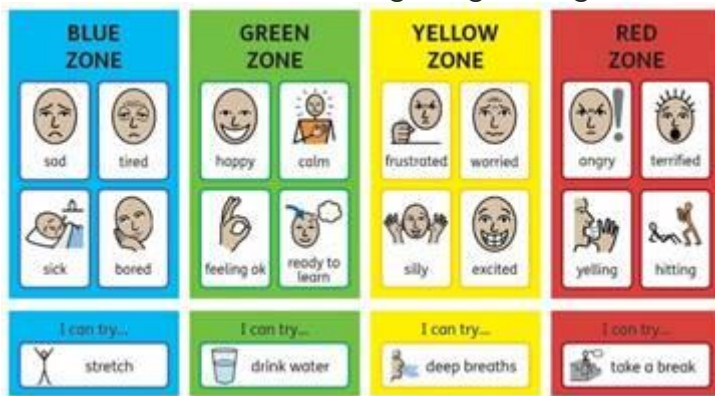 BLUE
ZONE
sad
tired
sick
bored
GREEN
ZONE
happy
calm
feeling ok
ready to
learn
YELLOW
ZONE
frustrated
worried
silly
excited
RED
ZONE
angry
terrified
yelling
hitting
I can try...
stretch
I can try...
drink water
I can try...
deep breaths
I can try...
take a break